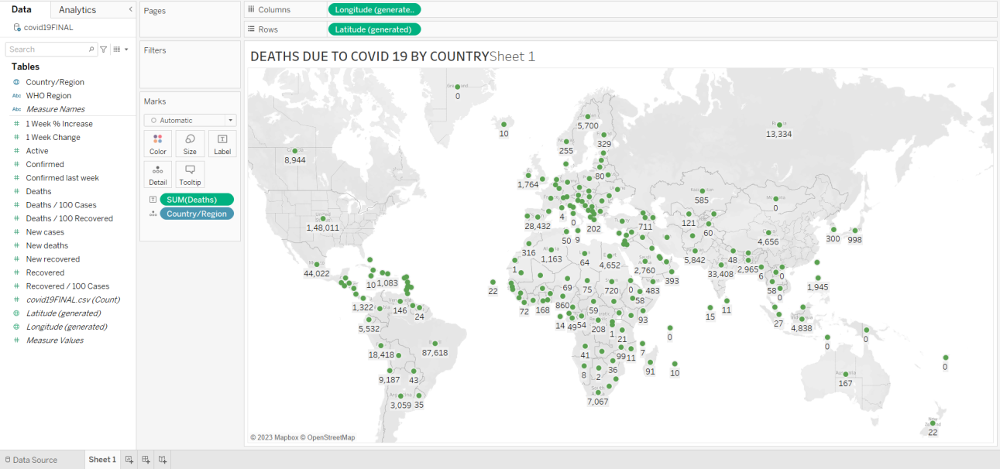 Data
Analytics
Pages
Columns
Longitude (generate..
Rows
Latitude (generated)
covid19FINAL
Search
Tables
Country/Region
WHO Region
Measure Names
1 Week % Increase
1 Week Change
Active
Confirmed
Confirmed last week
Deaths
Deaths / 100 Cases
Deaths / 100 Recovered
New cases
New deaths
New recovered
Recovered
Recovered / 100 Cases
covid19FINAL.csv (Count)
Latitude (generated)
Longitude (generated)
Measure Values
Abc
Abc
Filters
Marks
Automatic
Color
Size
Label
Detail
Tooltip
SUM(Deaths)
Country/Region
DEATHS DUE TO COVID 19 BY COUNTRYSheet 1
0
10
5,700
13,334
329
255
8,944
80
1,764
585
0
4
0
121
1,48,011
28,432
202
711
60
50 9
4,656
300
998
316
1,163
64
4,652
5,842
48
44,022
1
2,760
33,408
2,965
6
0
10
1,083
22
69
75
720
0
483
393
58
0
1,945
1,322
146
24
72
168
860
59
58
93
15
11
27
4,838
5,532
14
49
54
208
1
21
0
0
0
18,418
87,618
41
99
11
7
0
9,187
43
8
2
36
91
10
167
3,059
35
7,067
22
© 2023 Mapbox © OpenStreetMap
Data Source
Sheet 1